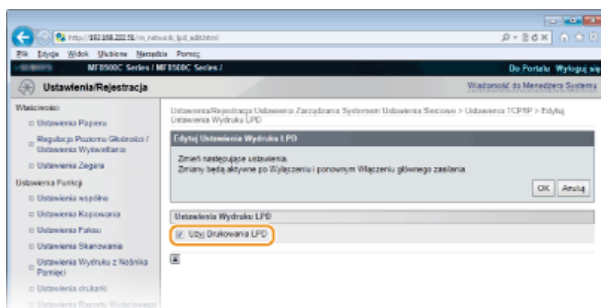 Plik Edycja Widok Ulubione Narzędzia Pomoc
MF8500C Series / MF8500C Series /
Do Portalu Wyloguj się
Ustawienia/Rejestracja
Wiadomość do Menedżera Systemu
Właściwości
Ustawienia Papieru
Regulacja Poziomu Głośności /
Ustawienia Wyświetlania
Ustawienia Zegara
Ustawienia Funkcji
Ustawienia wspólne
Ustawienia Kopiowania
Ustawienia Faksu
Ustawienia Skanowania
Ustawienia Wydruku z Nośnika
Pamięci
Ustawienia drukarki
Ustawienia/Rejestracja: Ustawienia Zarządzania Systemem: Ustawienia Sieciowe > Ustawienia TCP/IP > Edytuj
Ustawienia Wydruku LPD
Edytuj Ustawienia Wydruku LPD
Zmień następujące ustawienia.
Zmiany będą aktywne po Wyłączeniu i ponownym Włączeniu głównego zasilania
OK Anuluj
Ustawienia Wydruku LPD
Użyj Drukowania LPD